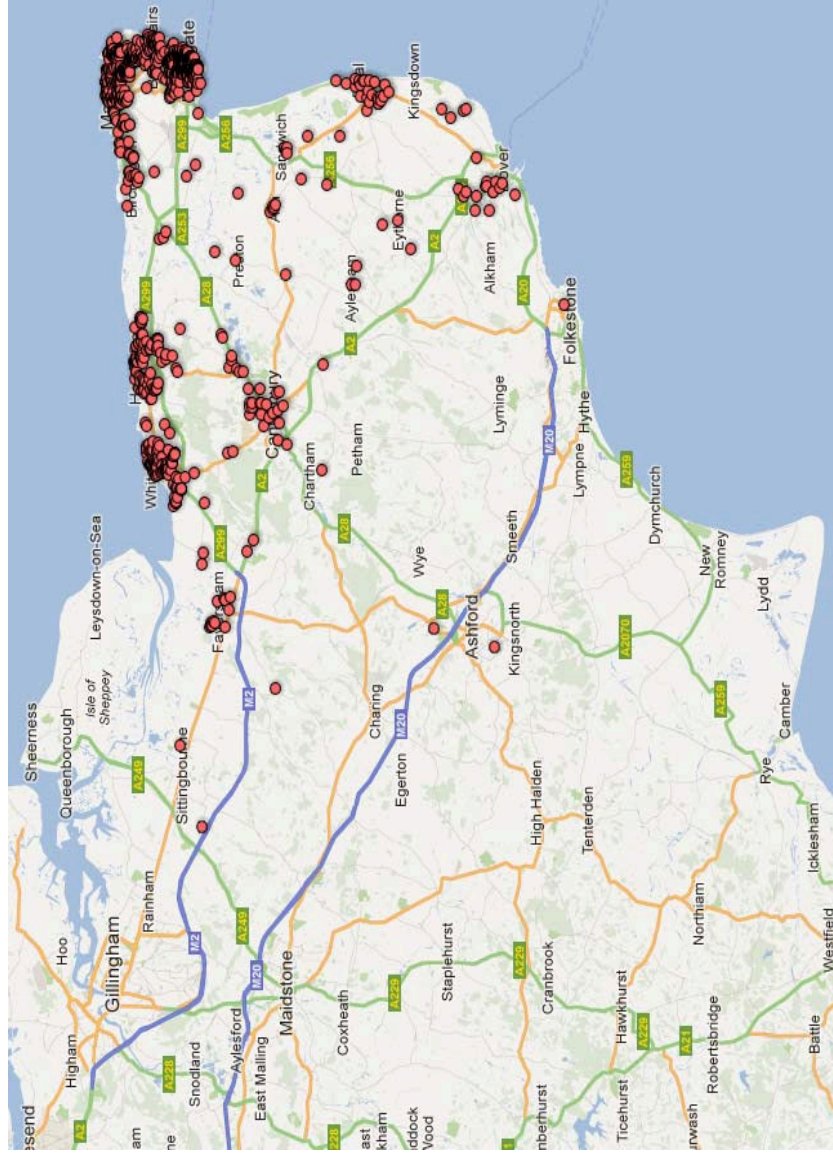 esend
Sheerness
Hoo
Queenborough
Higham
A2
Isle of
Sheppey
Leysdown-on-Sea
Gillingham
A249
Rainham
A299
A228
Sittingbourne
M2
A253
A299
Snodland
A28
A299
A256
Aylesford
A249
M2
Preston
East Malling
M20
A2
Maidstone
Sandwich
Chartham
A256
Coxheath
A28
A2
Petham
Charing
A229
Egerton
M20
Eythorne
Kingsdown
Wye
A2
A28
Staplehurst
Ashford
Alkham
Lyminge
A229
Kingsnorth
Smeeth
A20
High Halden
M20
Cranbrook
Folkestone
Lympne
Hythe
Tenterden
Hawkhurst
Ticehurst
A2070
A259
A229
Dymchurch
A21
Northiam
New
Romney
Robertsbridge
A259
Rye
Lydd
Camber
Battle
Icklesham
Westfield